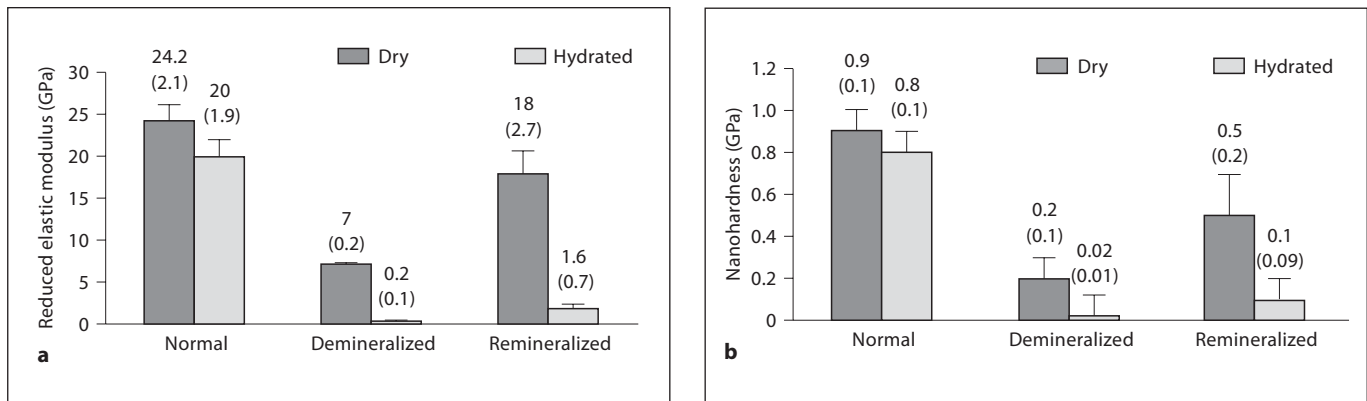 24.2
(2.1)
20
(1.9)
Dry
Hydrated
18
(2.7)
7
(0.2)
0.2
(0.1)
1.6
(0.7)
Reduced elastic modulus (GPa)
30
25
20
15
10
5
0
Normal
Demineralized
Remineralized
a
0.9
(0.1)
0.8
(0.1)
Dry
Hydrated
0.5
(0.2)
0.2
(0.1)
0.02
(0.01)
0.1
(0.09)
Nanohardness (GPa)
1.2
1.0
0.8
0.6
0.4
0.2
0
Normal
Demineralized
Remineralized
b